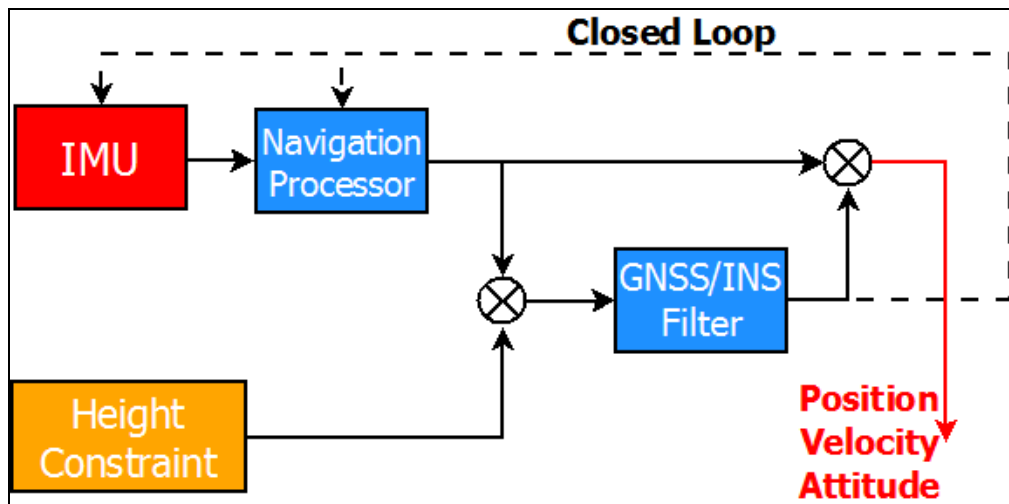 Closed Loop
IMU
Navigation
Processor
GNSS/INS
Filter
Height
Constraint
Position
Velocity
Attitude